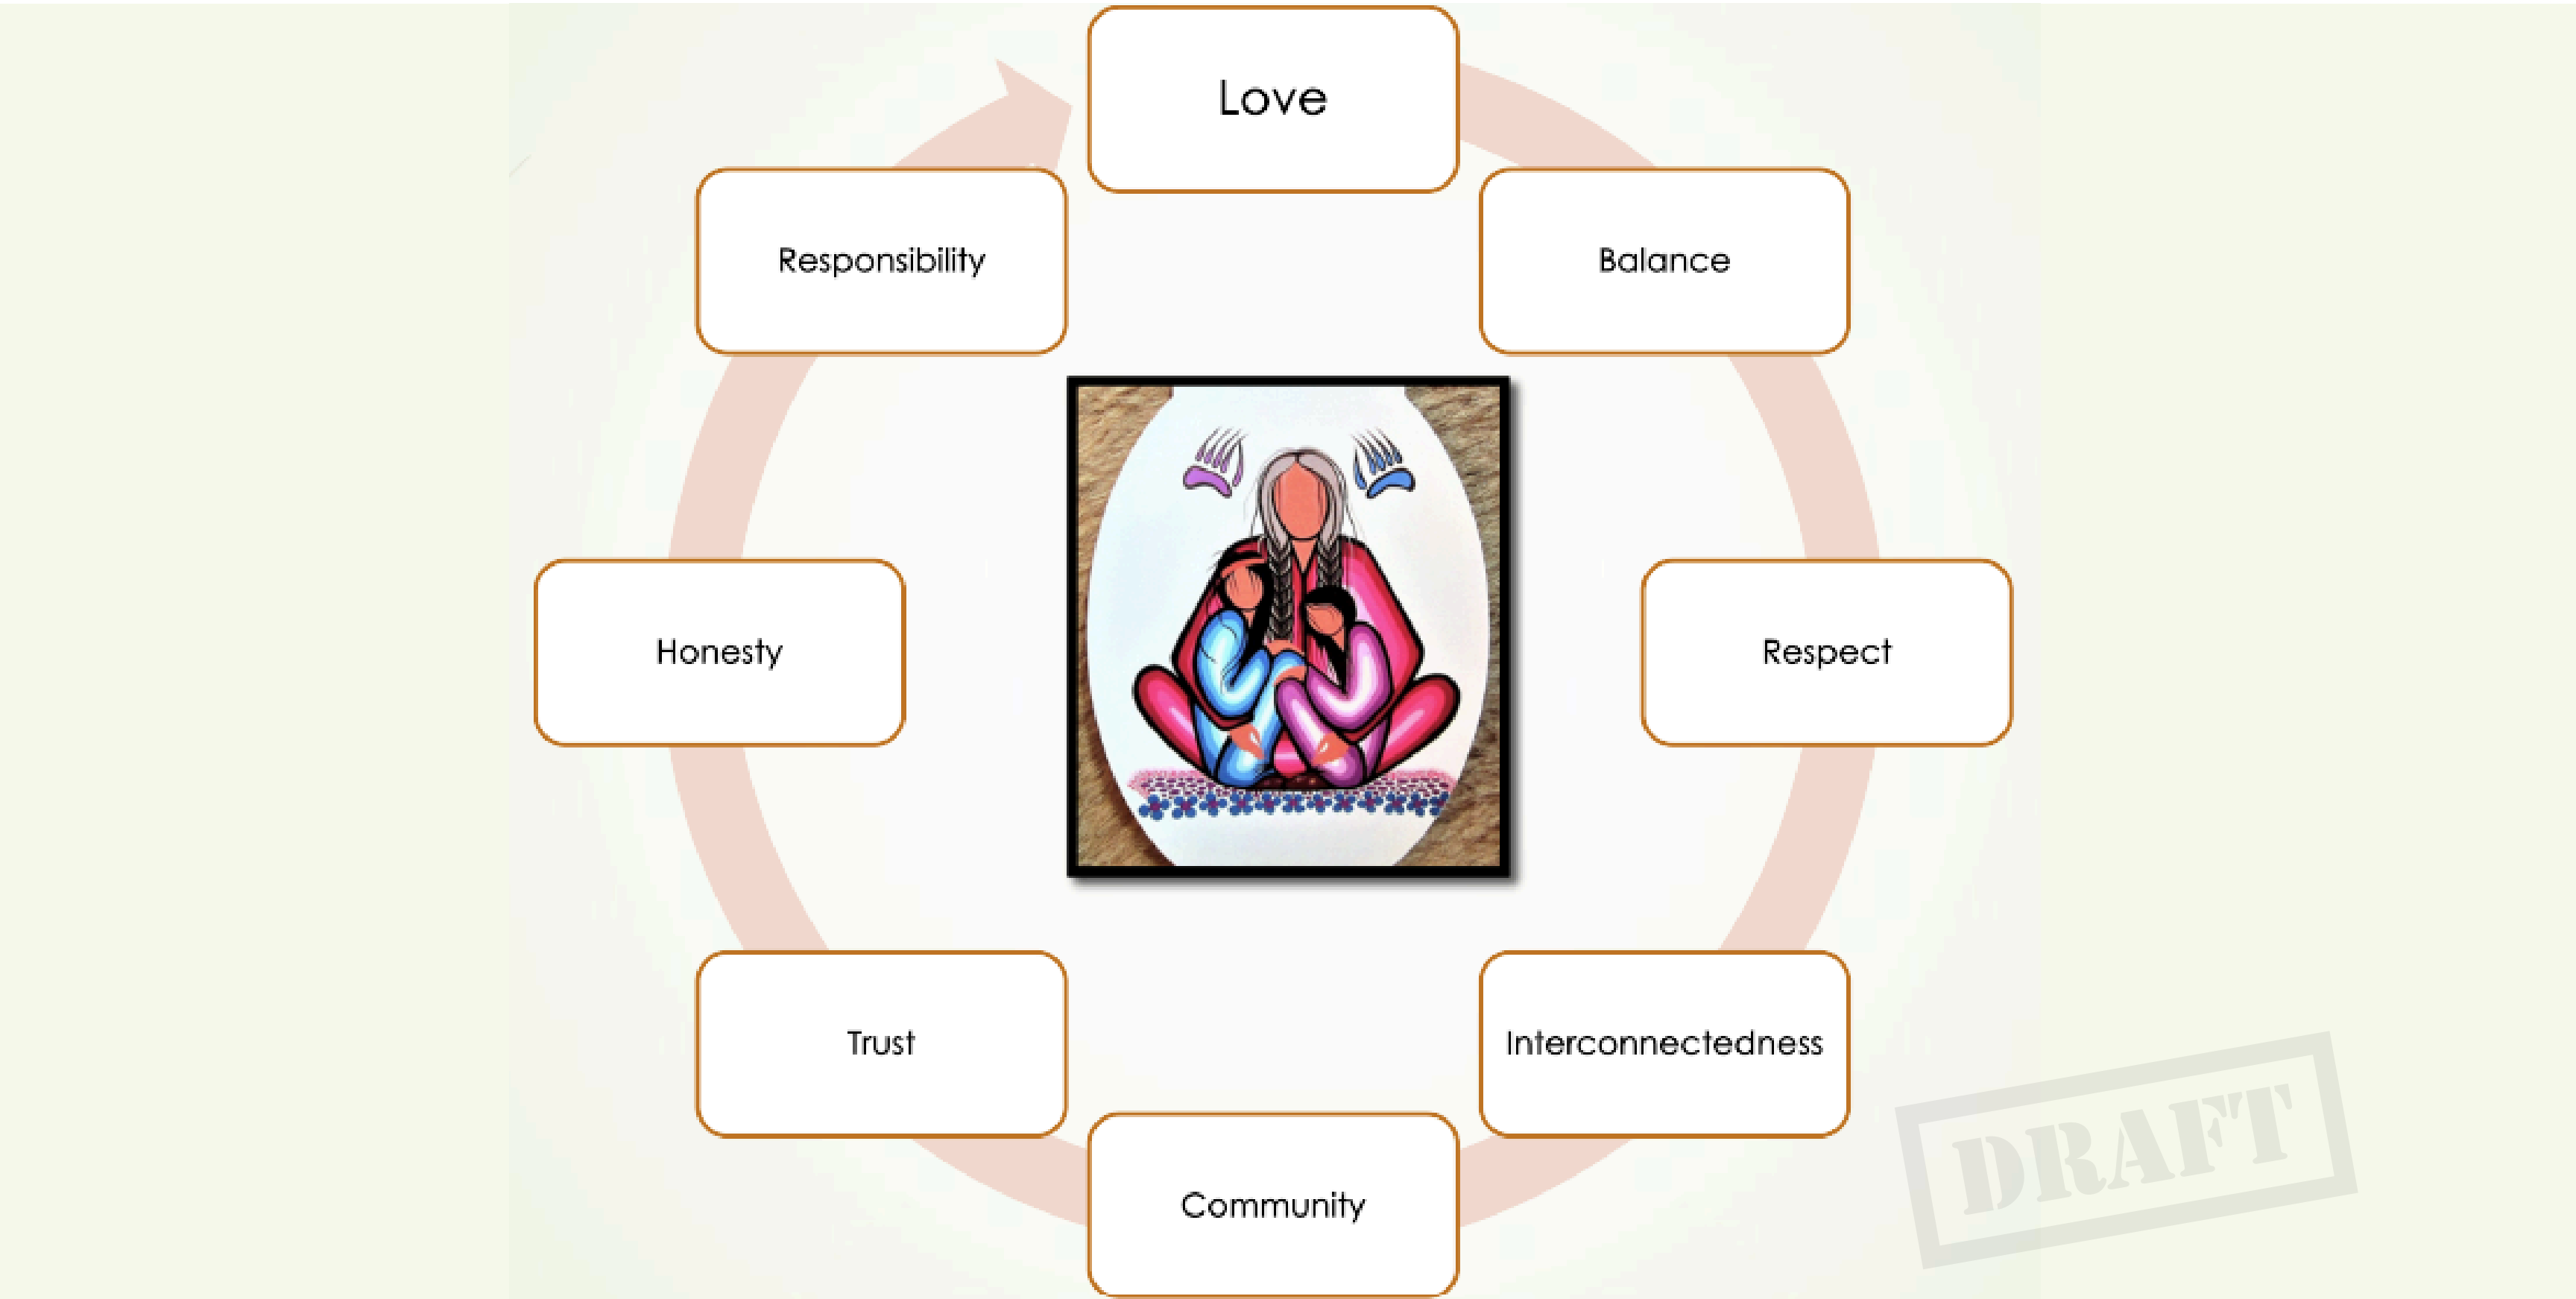 Love
Balance
Respect
Interconnectedness
Community
Trust
Honesty
Responsibility
DRAFT